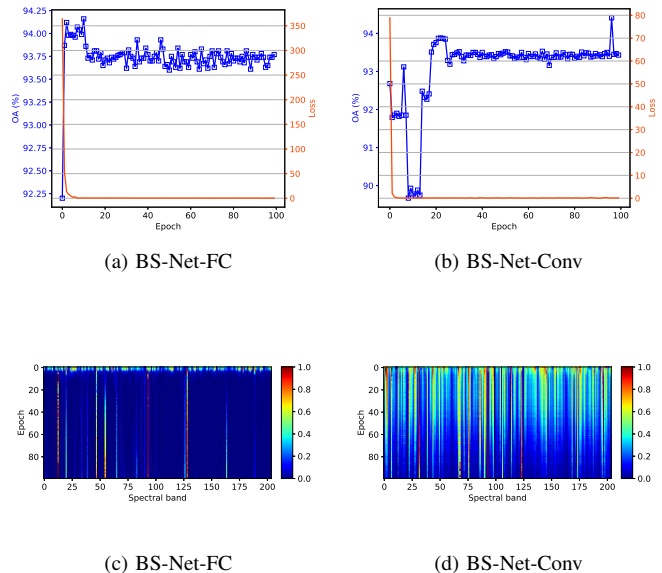 94.25
94.00
93.75
93.50
93.25
93.00
92.75
92.50
92.25
OA (%)
0 20 40 60 80 100
Epoch
350
300
250
200
150
100
50
0
Loss
(a) BS-Net-FC
94
93
92
91
90
OA (%)
0 20 40 60 80 100
Epoch
80
70
60
50
40
30
20
10
0
Loss
(b) BS-Net-Conv
0
20
40
60
80
Epoch
0 25 50 75 100 125 150 175 200
Spectral band
1.0
0.8
0.6
0.4
0.2
0.0
(c) BS-Net-FC
0
20
40
60
80
Epoch
0 25 50 75 100 125 150 175 200
Spectral band
1.0
0.8
0.6
0.4
0.2
0.0
(d) BS-Net-Conv